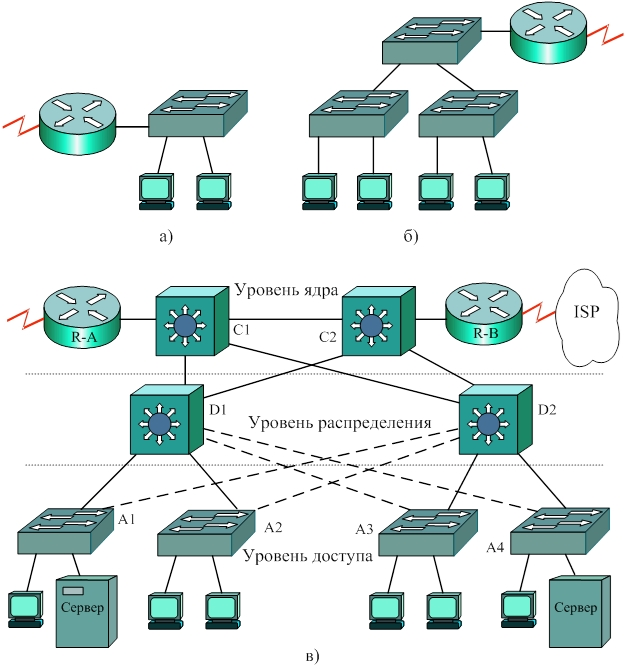 а)
б)
Уровень ядра
R-A
C1
C2
R-B
ISP
D1
Уровень распределения
D2
A1
A2
A3
A4
Уровень доступа
Сервер
Сервер
в)